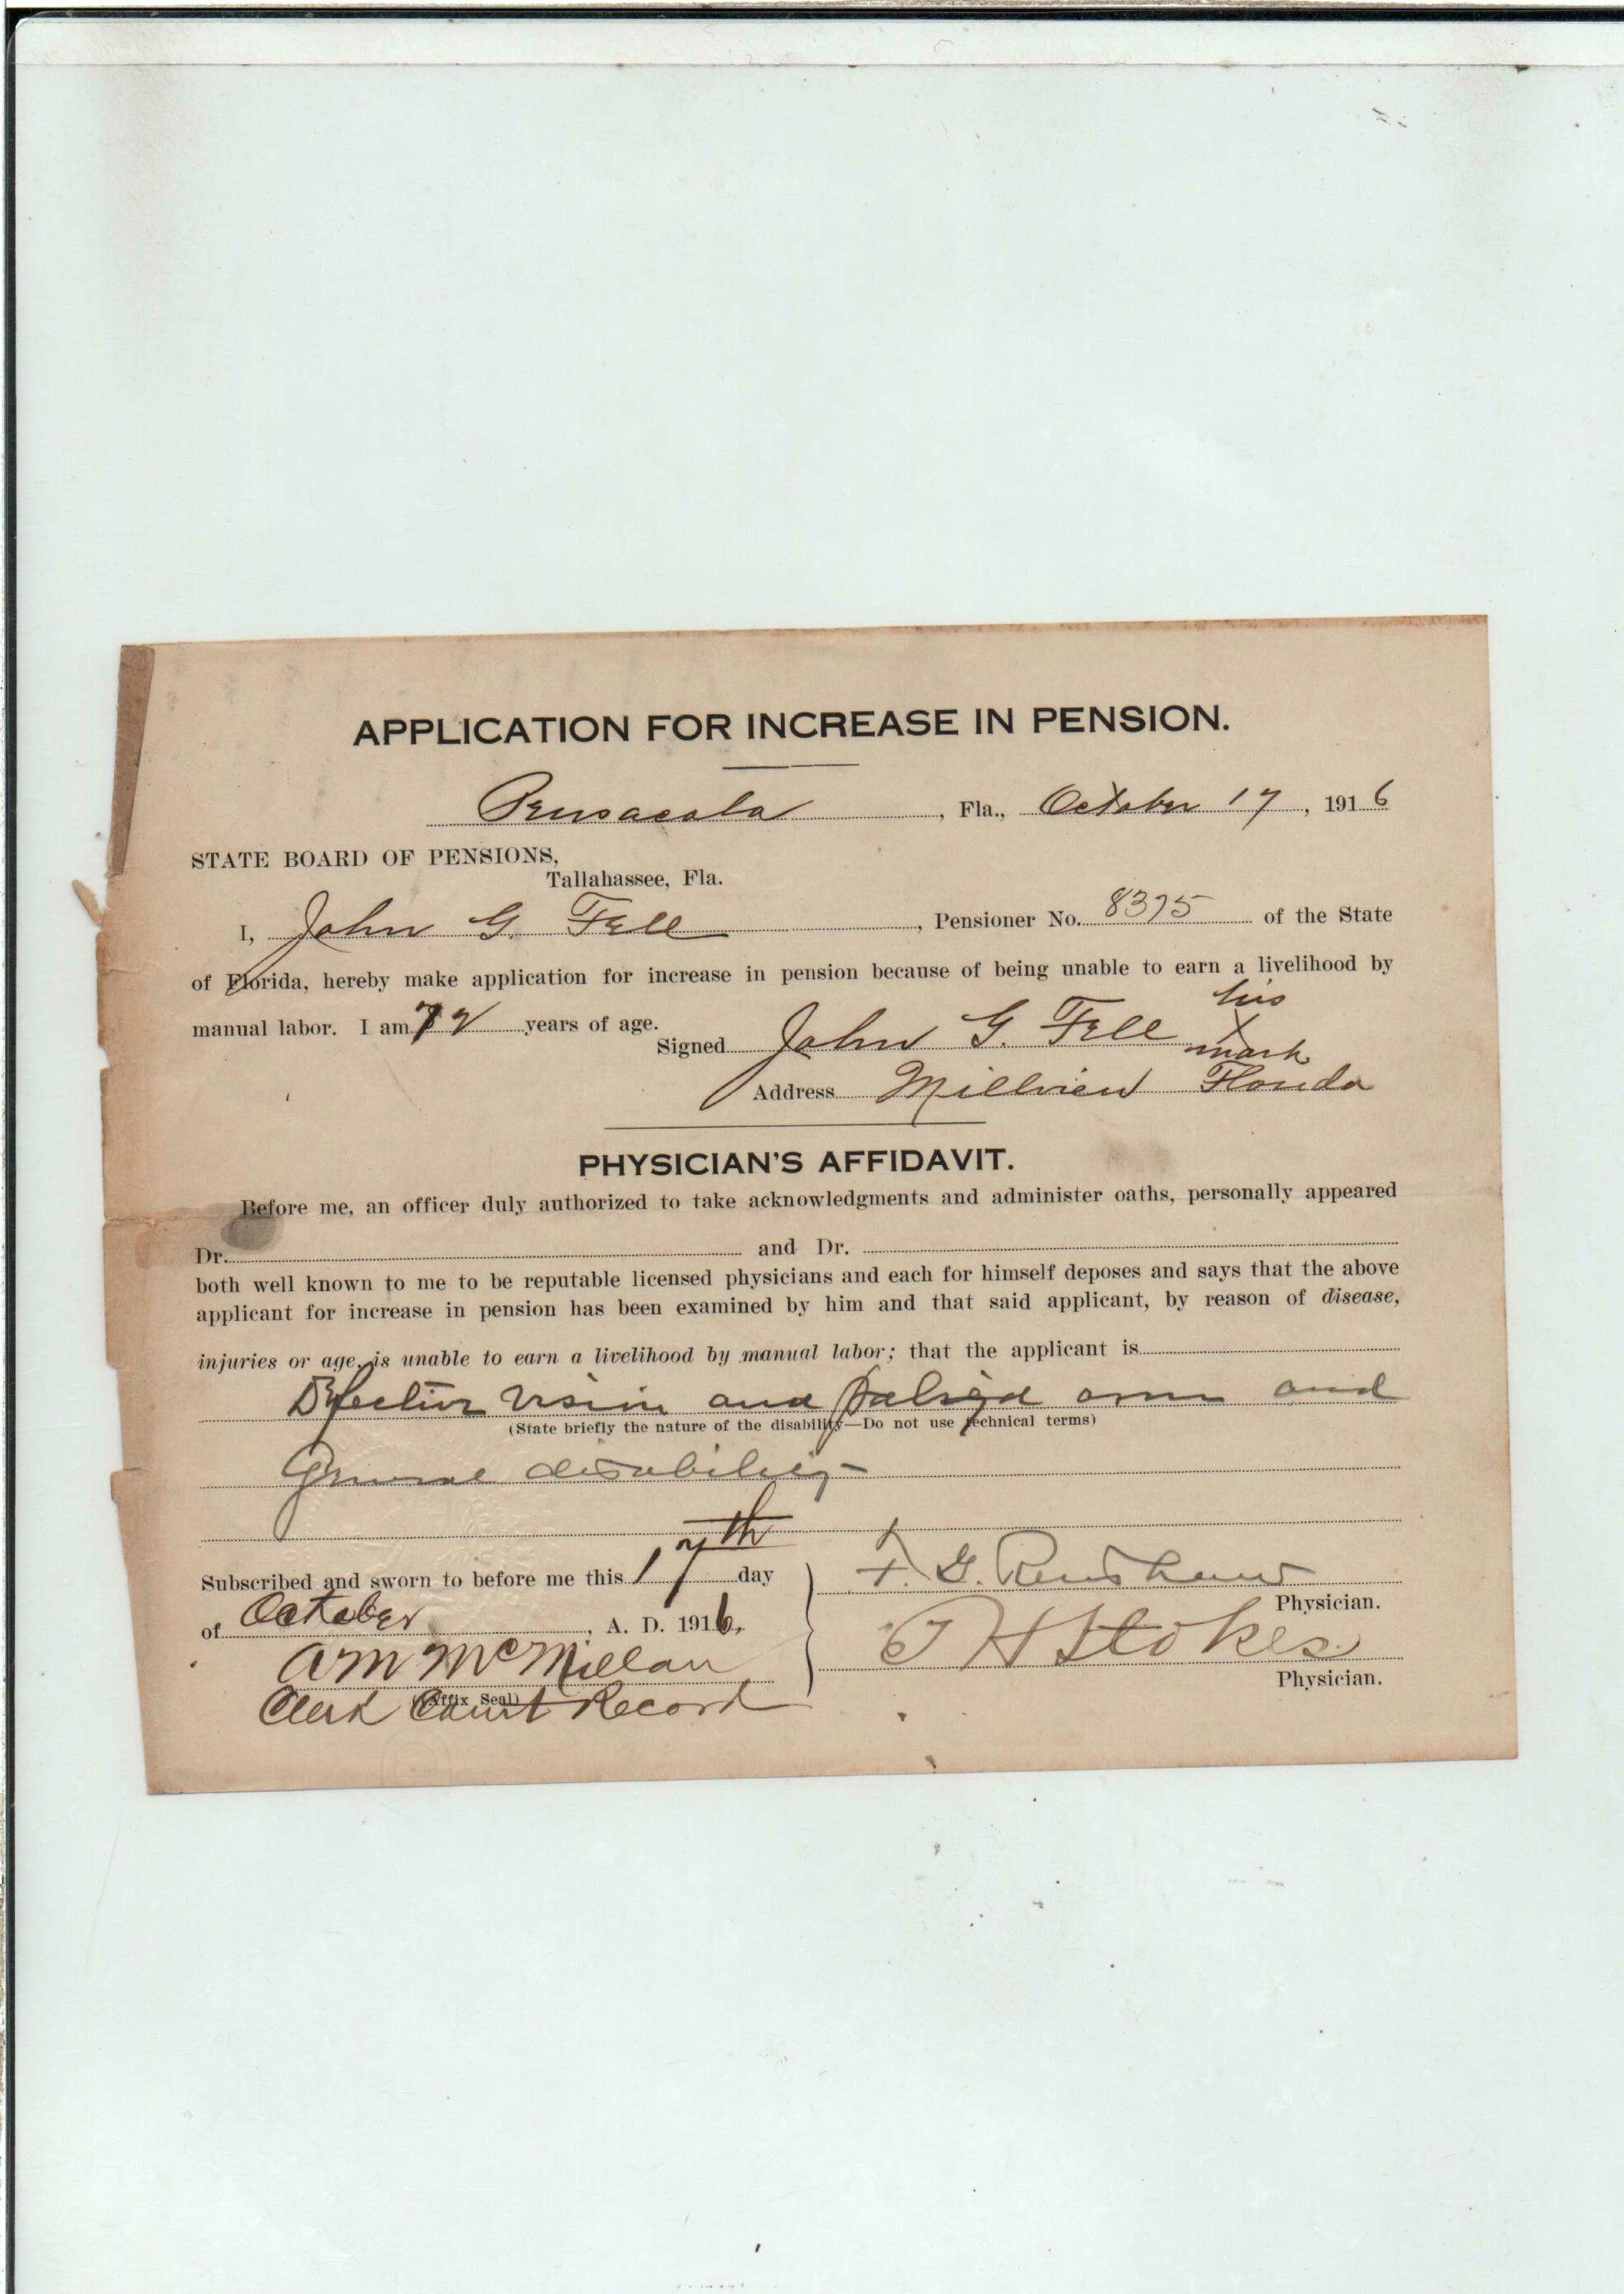 APPLICATION FOR INCREASE IN PENSION.
Pensacola, Fla., October 17, 1916
STATE BOARD OF PENSIONS,
Tallahassee, Fla.
I, John G. Fell, Pensioner No. 8375 of the State
of Florida, hereby make application for increase in pension because of being unable to earn a livelihood by
his
manual labor. I am 72 years of age.
Signed John G. Fell X mark
Address Millview Florida
PHYSICIAN'S AFFIDAVIT.
Before me, an officer duly authorized to take acknowledgments and administer oaths, personally appeared
Dr. and Dr.
both well known to me to be reputable licensed physicians and each for himself deposes and says that the above
applicant for increase in pension has been examined by him and that said applicant, by reason of disease,
injuries or age, is unable to earn a livelihood by manual labor; that the applicant is
Defective vision and palsied arm and
(State briefly the nature of the disability—Do not use technical terms)
General disability
Subscribed and sworn to before me this 17th day
F. G. Renshaw
Physician.
of October, A. D. 1916.
J H Stokes
Physician.
A M McMillan
(Affix Seal)
Clerk Court Record